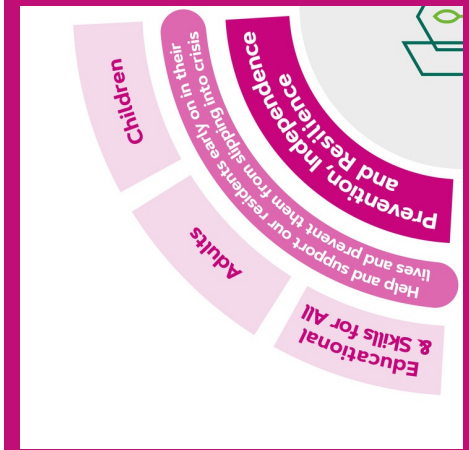 Prevention, Independence
and Resilience
Help and support our residents early on in their
lives and prevent them from slipping into crisis
Educational
& Skills for All
Adults
Children